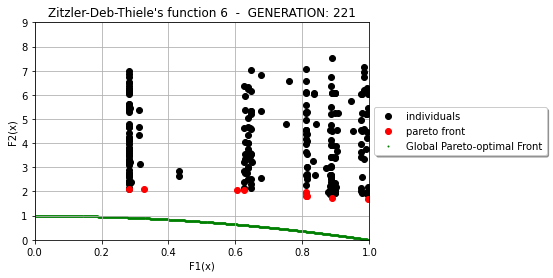 Zitzler-Deb-Thiele's function 6 - GENERATION: 221
9
8
7
6
5
4
3
2
1
0
F2(x)
0.0 0.2 0.4 0.6 0.8 1.0
F1(x)
individuals
pareto front
Global Pareto-optimal Front